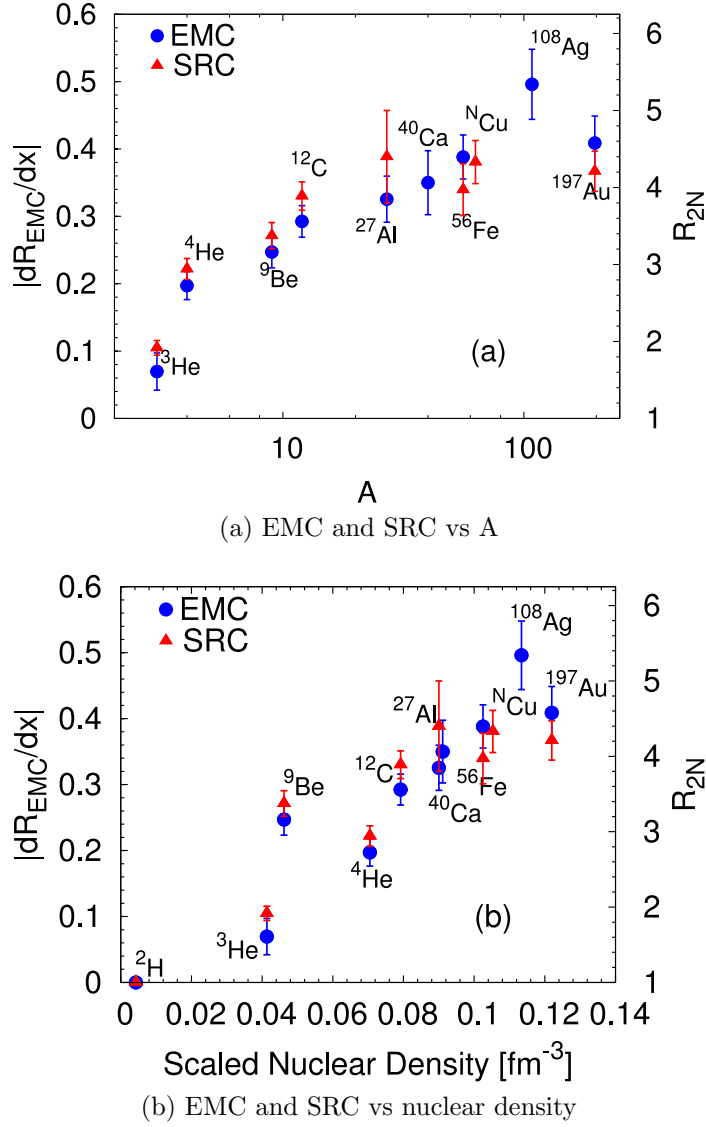 0.6
0.5
0.4
0.3
0.2
0.1
0
|dR_EMC/dx|
EMC
SRC
³He
⁴He
⁹Be
¹²C
²⁷Al
⁴⁰Ca
⁵⁶Fe
ᴺCu
¹⁰⁸Ag
¹⁹⁷Au
(a)
6
5
4
3
2
1
R_2N
10
100
A
(a) EMC and SRC vs A
0.6
0.5
0.4
0.3
0.2
0.1
0
|dR_EMC/dx|
EMC
SRC
²H
³He
⁹Be
⁴He
¹²C
²⁷Al
⁴⁰Ca
⁵⁶Fe
ᴺCu
¹⁰⁸Ag
¹⁹⁷Au
(b)
6
5
4
3
2
1
R_2N
0 0.02 0.04 0.06 0.08 0.1 0.12 0.14
Scaled Nuclear Density [fm⁻³]
(b) EMC and SRC vs nuclear density